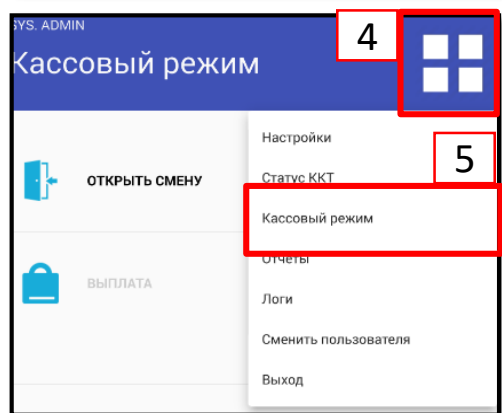 SYS. ADMIN
Кассовый режим
4
Настройки
5
ОТКРЫТЬ СМЕНУ
Статус ККТ
Кассовый режим
Отчеты
ВЫПЛАТА
Логи
Сменить пользователя
Выход